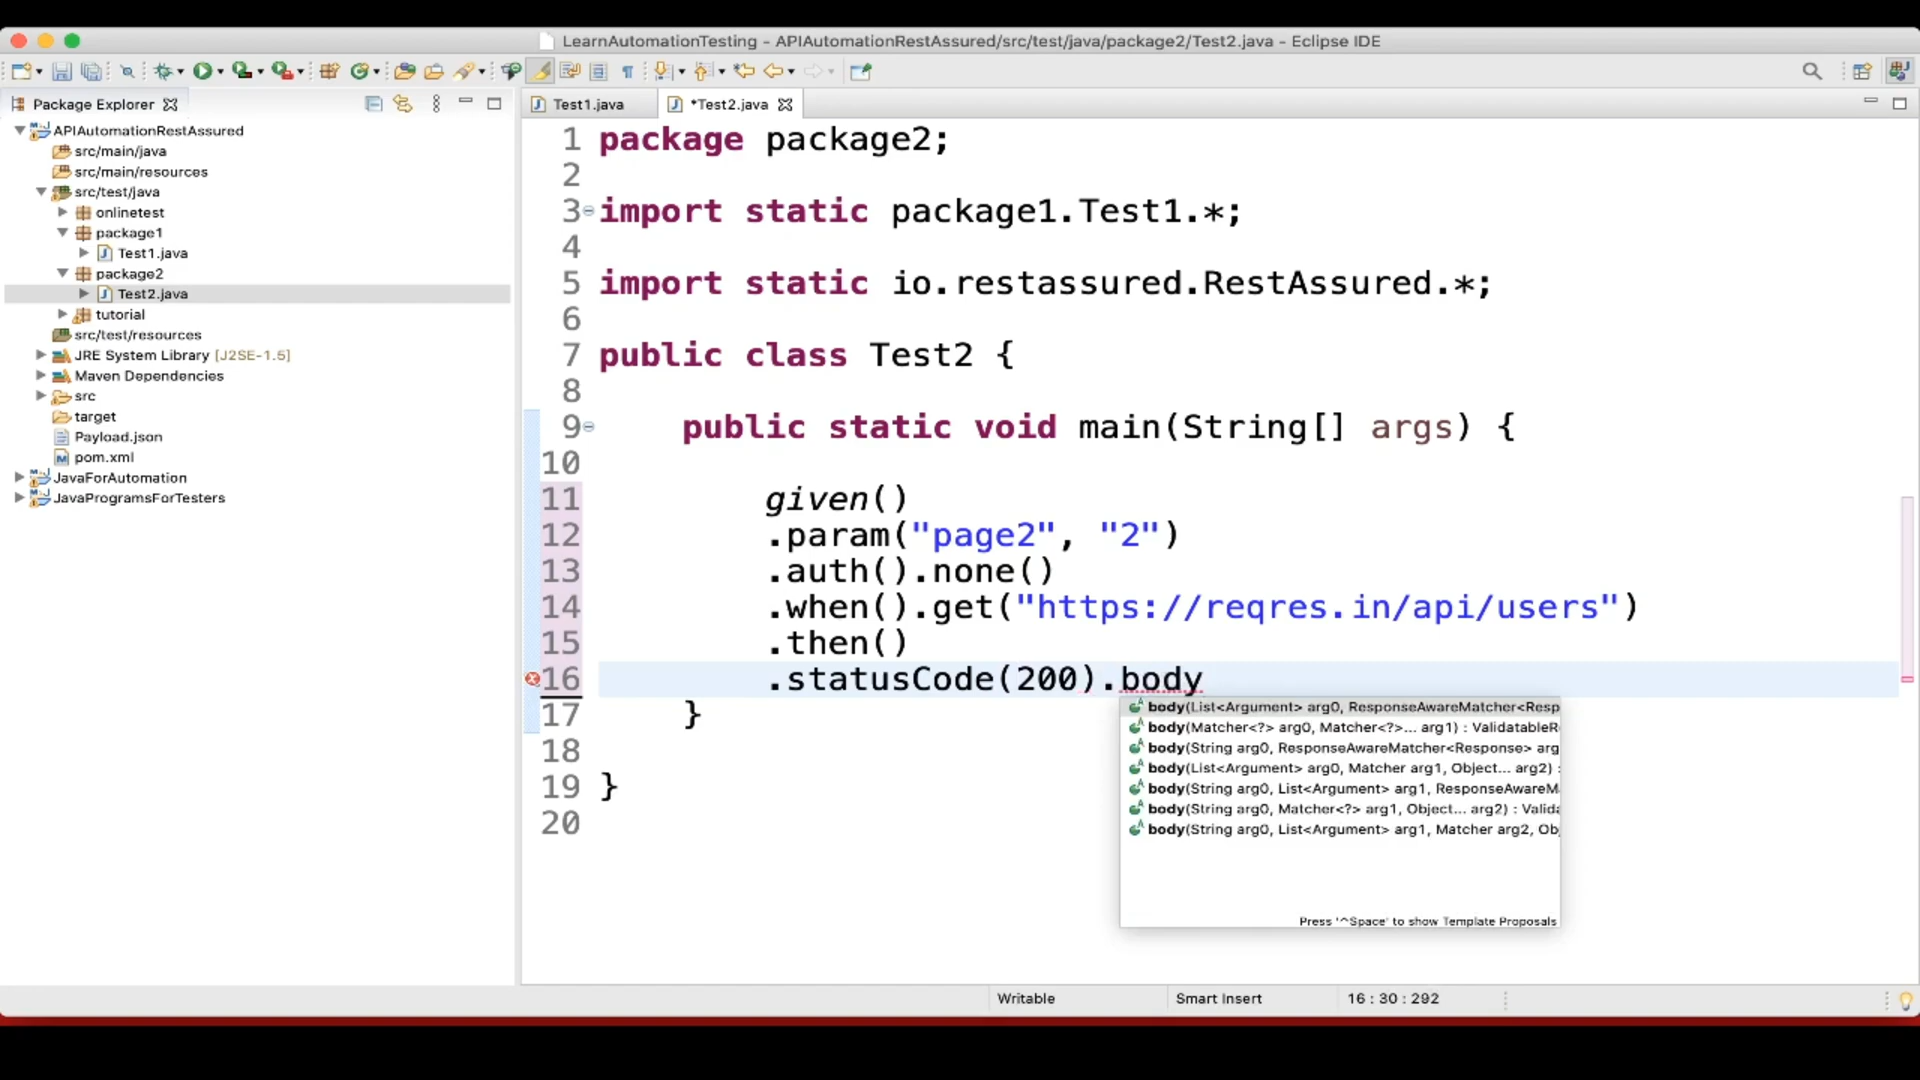 LearnAutomationTesting - APIAutomationRestAssured/src/test/java/package2/Test2.java - Eclipse IDE
Package Explorer
APIAutomationRestAssured
src/main/java
src/main/resources
src/test/java
onlinetest
package1
Test1.java
package2
Test2.java
tutorial
src/test/resources
JRE System Library [J2SE-1.5]
Maven Dependencies
src
target
Payload.json
pom.xml
JavaForAutomation
JavaProgramsForTesters
Test1.java
*Test2.java
1 package package2;
2
3 import static package1.Test1.*;
4
5 import static io.restassured.RestAssured.*;
6
7 public class Test2 {
8
9 public static void main(String[] args) {
10
11 given()
12 .param("page2", "2")
13 .auth().none()
14 .when().get("https://reqres.in/api/users")
15 .then()
16 .statusCode(200).body
17 }
18
19 }
20
body(List<Argument> arg0, ResponseAwareMatcher<Resp
body(Matcher<?> arg0, Matcher<?>... arg1) : ValidatableR
body(String arg0, ResponseAwareMatcher<Response> arg
body(List<Argument> arg0, Matcher arg1, Object... arg2) :
body(String arg0, List<Argument> arg1, ResponseAwareM
body(String arg0, Matcher<?> arg1, Object... arg2) : Valida
body(String arg0, List<Argument> arg1, Matcher arg2, Ob
Press '^Space' to show Template Proposals
Writable
Smart Insert
16 : 30 : 292